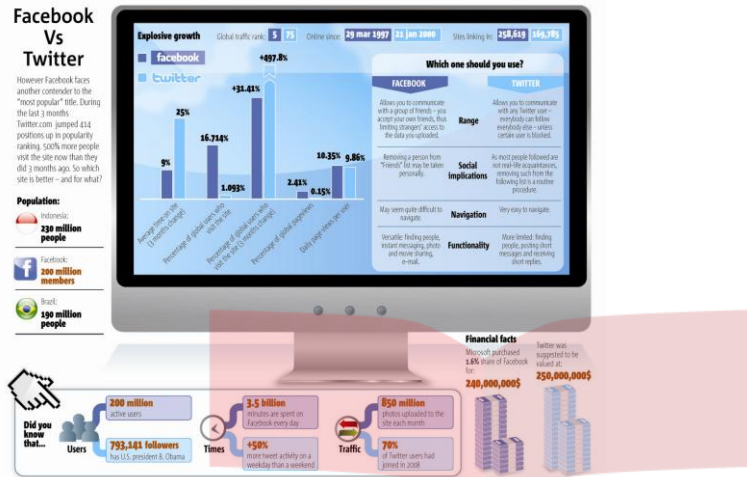 Facebook
Vs
Twitter
However Facebook faces
another contender to the
"most popular" title. During
the last 3 months
Twitter.com jumped 414
positions up in popularity
ranking. 500% more people
visit the site now than they
did 3 months ago. So which
site is better – and for what?
Population:
Indonesia:
230 million
people
Facebook:
200 million
members
Brazil:
190 million
people
Explosive growth
Global traffic rank: 5 75
Online since: 29 mar 1997 21 jan 2000
Sites linking in: 258,619 169,785
facebook
twitter
9%
25%
16.714%
1.093%
+31.41%
+497.8%
2.41%
0.15%
10.35%
9.86%
Average time on site
(3 months change)
Percentage of global users who
visit the site
Percentage of global users who
visit the site (3 months change)
Percentage of global pageviews
Daily page views per user
Which one should you use?
FACEBOOK
TWITTER
Allows you to communicate
with a group of friends – you
accept your own friends, thus
limiting strangers' access to
the data you uploaded.
Range
Allows you to communicate
with any Twitter user –
everybody can follow
everybody else – unless
certain user is blocked.
Removing a person from
"Friends" list may be taken
personally.
Social
implications
As most people followed are
not real-life acquaintances,
removing such from the
following list is a routine
procedure.
May seem quite difficult to
navigate.
Navigation
Very easy to navigate.
Versatile: finding people,
instant messaging, photo
and movie sharing,
e-mail.
Functionality
More limited: finding
people, posting short
messages and receiving
short replies.
Financial facts
Microsoft purchased
1.6% share of Facebook
for:
240,000,000$
Twitter was
suggested to be
valued at:
250,000,000$
Did you
know
that...
Users
200 million
active users
793,141 followers
has U.S. president B. Obama
Times
3.5 billion
minutes are spent on
Facebook every day
+50%
more tweet activity on a
weekday than a weekend
Traffic
850 million
photos uploaded to the
site each month
70%
of Twitter users had
joined in 2008